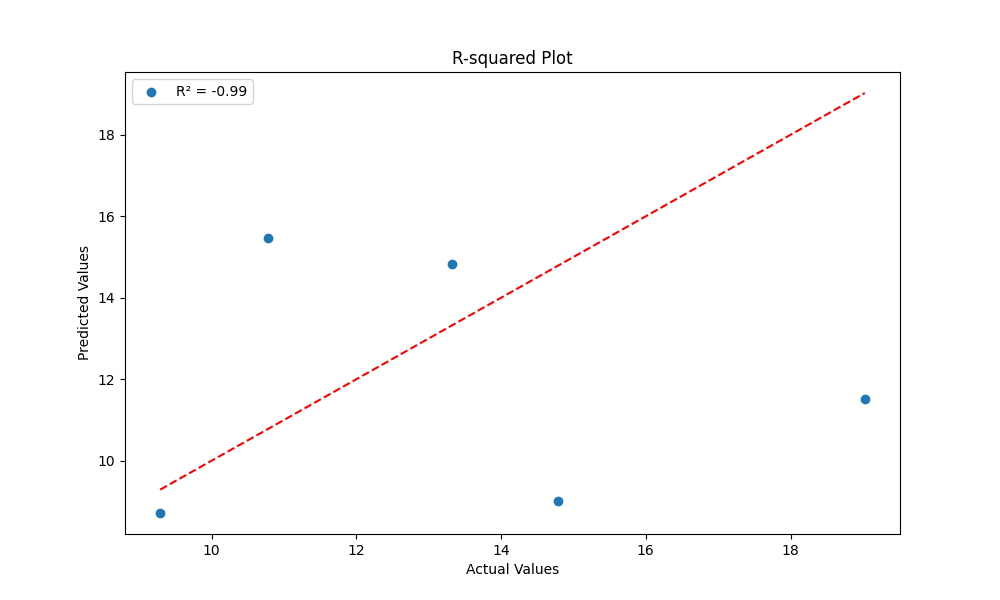 R-squared Plot
R² = -0.99
18
16
14
12
10
Predicted Values
10
12
14
16
18
Actual Values